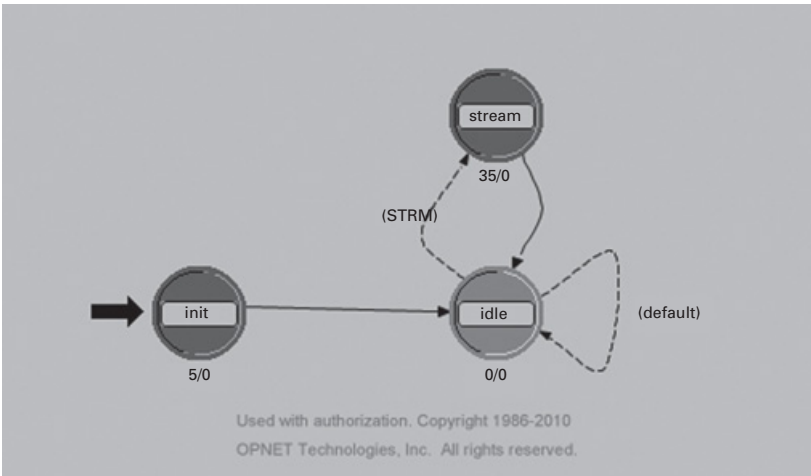 stream
35/0
(STRM)
init
idle
(default)
5/0
0/0
Used with authorization. Copyright 1986-2010
OPNET Technologies, Inc. All rights reserved.